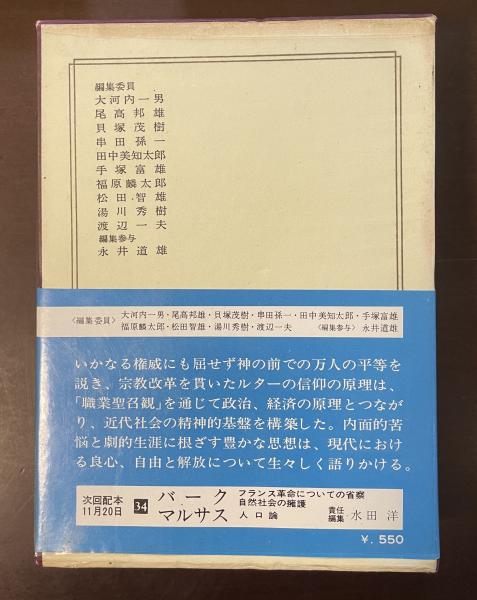 編集委員
大河内一男
尾高邦雄
貝塚茂樹
串田孫一
田中美知太郎
手塚富雄
福原麟太郎
松田智雄
湯川秀樹
渡辺一夫
編集参与
永井道雄
〈編集委員〉 大河内一男・尾高邦雄・貝塚茂樹・串田孫一・田中美知太郎・手塚富雄
福原麟太郎・松田智雄・湯川秀樹・渡辺一夫 〈編集参与〉 永井道雄
いかなる権威にも屈せず神の前での万人の平等を
説き、宗教改革を貫いたルターの信仰の原理は、
「職業聖召観」を通じて政治、経済の原理とつなが
り、近代社会の精神的基盤を構築した。内面的苦
悩と劇的生涯に根ざす豊かな思想は、現代におけ
る良心、自由と解放について生々しく語りかける。
次回配本
11月20日
34
バーク
マルサス
フランス革命についての省察
自然社会の擁護
人口論
責任
編集 水田 洋
¥. 550